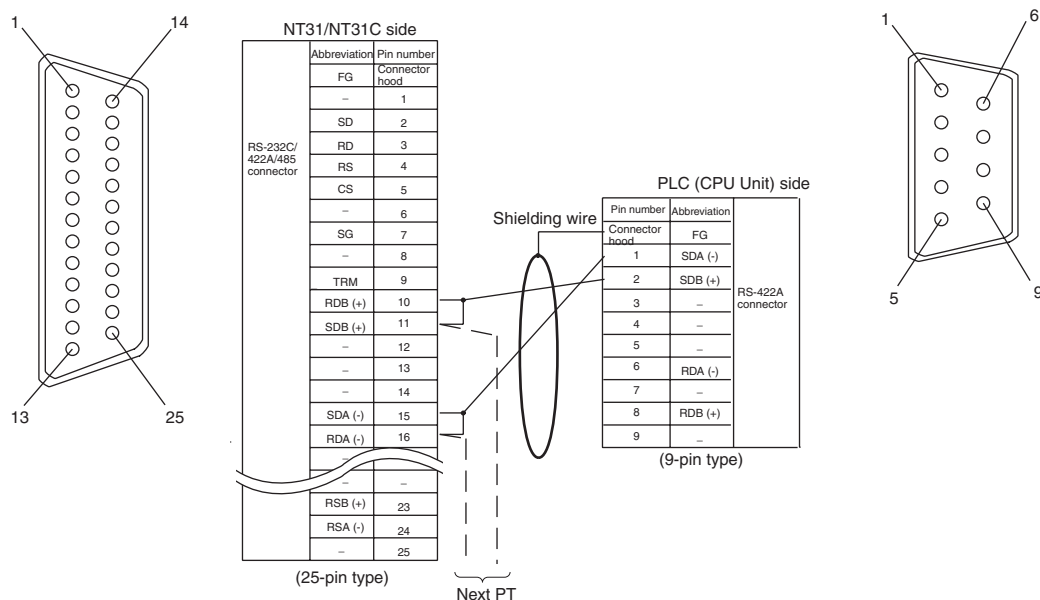 1
14
13
25
NT31/NT31C side
Abbreviation Pin number
FG Connector hood
– 1
SD 2
RD 3
RS 4
CS 5
– 6
SG 7
– 8
TRM 9
RDB (+) 10
SDB (+) 11
– 12
– 13
– 14
SDA (-) 15
RDA (-) 16
–
– –
RSB (+) 23
RSA (-) 24
– 25
RS-232C/
422A/485
connector
(25-pin type)
Next PT
Shielding wire
PLC (CPU Unit) side
Pin number Abbreviation
Connector hood FG
1 SDA (-)
2 SDB (+)
3 –
4 –
5 –
6 RDA (-)
7 –
8 RDB (+)
9 –
RS-422A
connector
(9-pin type)
1
6
5
9